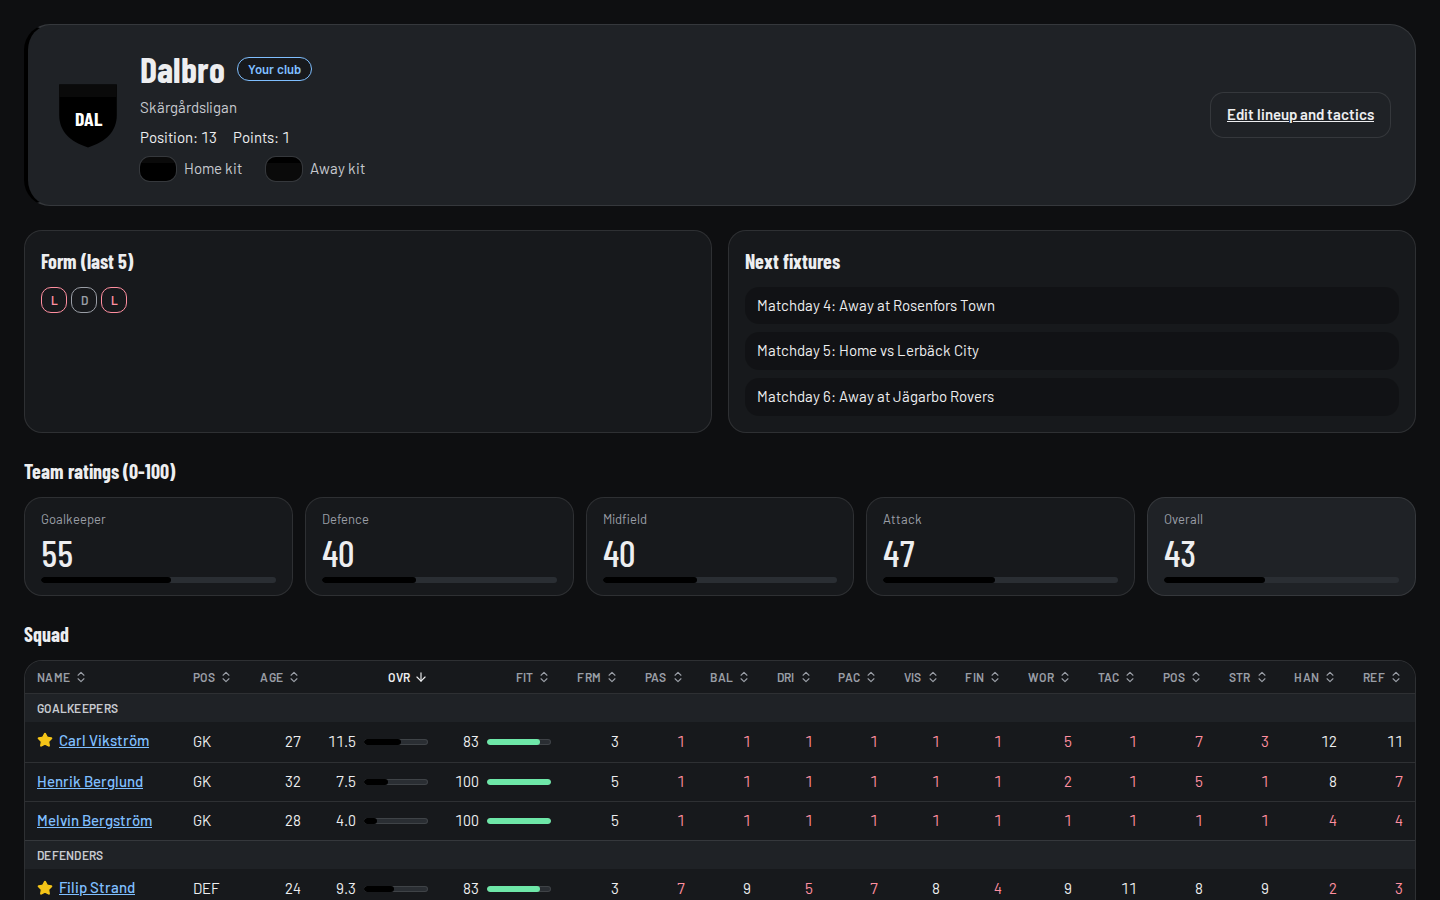 Dalbro Your club
DAL
Skärgårdsligan
Position: 13 Points: 1
Home kit Away kit
Edit lineup and tactics
Form (last 5)
L D L
Next fixtures
Matchday 4: Away at Rosenfors Town
Matchday 5: Home vs Lerbäck City
Matchday 6: Away at Jägarbo Rovers
Team ratings (0-100)
Goalkeeper
55
Defence
40
Midfield
40
Attack
47
Overall
43
Squad
NAME POS AGE OVR FIT FRM PAS BAL DRI PAC VIS FIN WOR TAC POS STR HAN REF
GOALKEEPERS
Carl Vikström GK 27 11.5 83 3 1 1 1 1 1 1 5 1 7 3 12 11
Henrik Berglund GK 32 7.5 100 5 1 1 1 1 1 1 2 1 5 1 8 7
Melvin Bergström GK 28 4.0 100 5 1 1 1 1 1 1 1 1 1 1 4 4
DEFENDERS
Filip Strand DEF 24 9.3 83 3 7 9 5 7 8 4 9 11 8 9 2 3